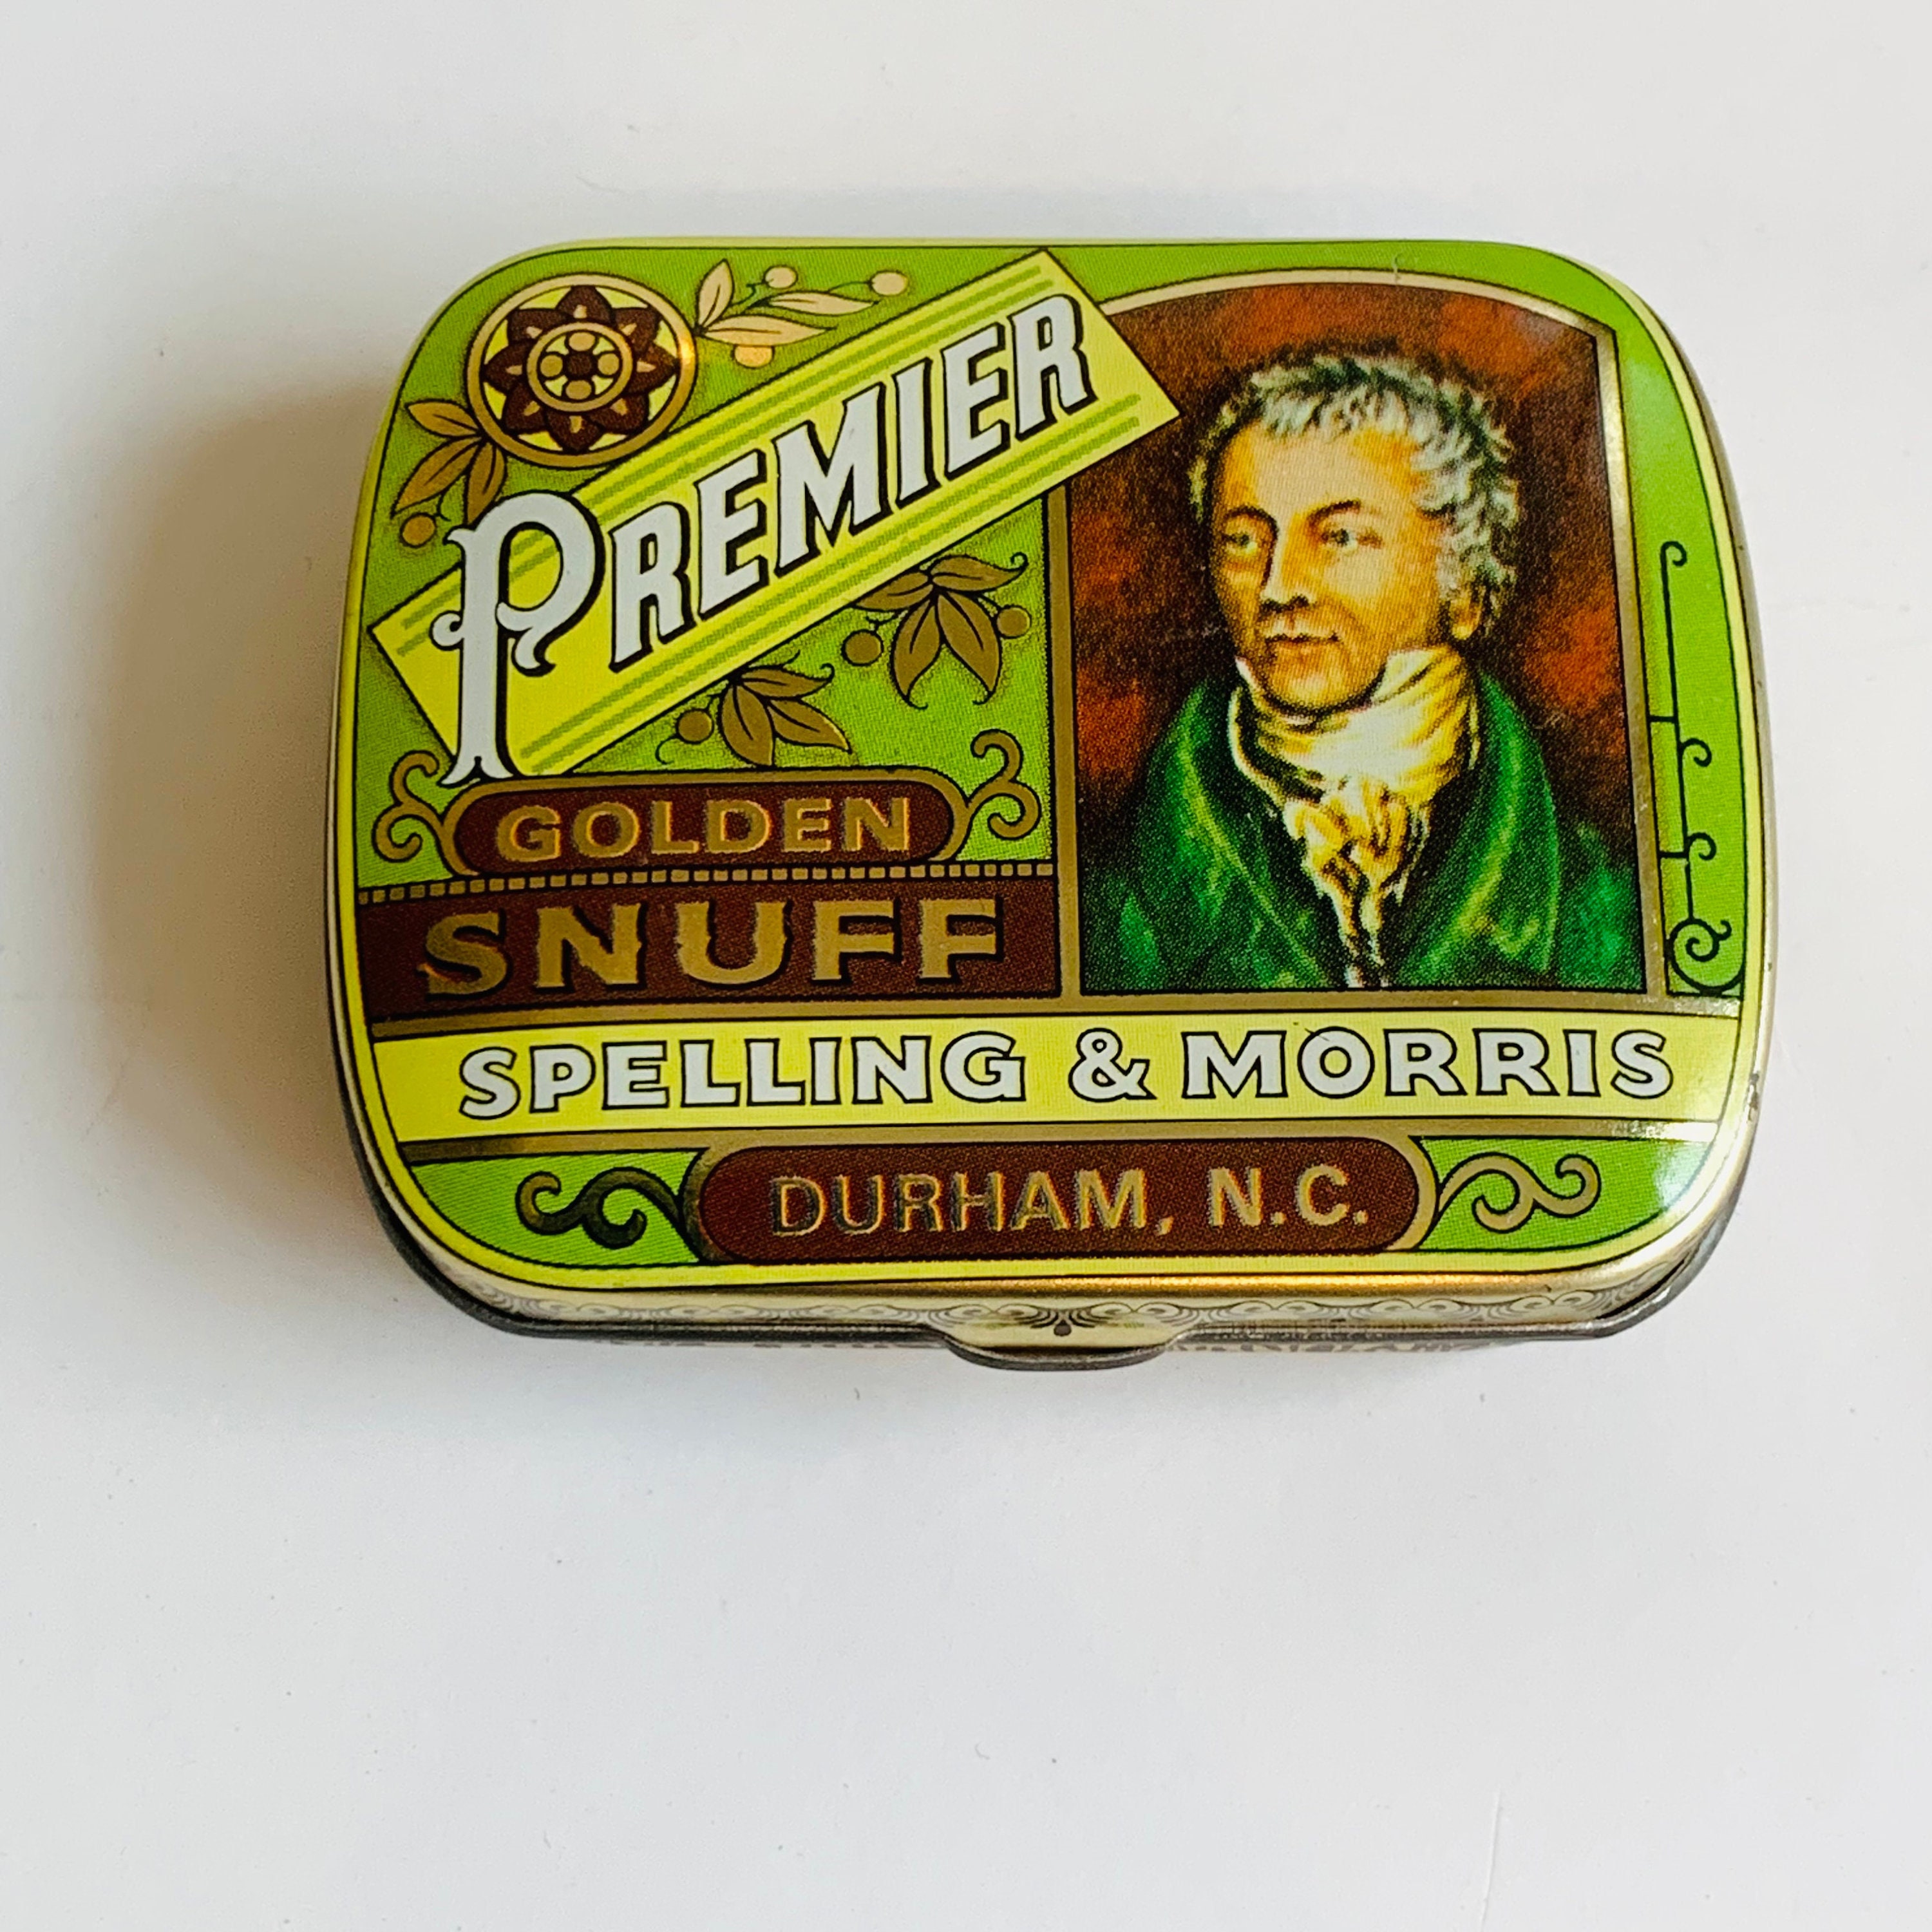 PREMIER
GOLDEN
SNUFF
SPELLING & MORRIS
DURHAM, N.C.